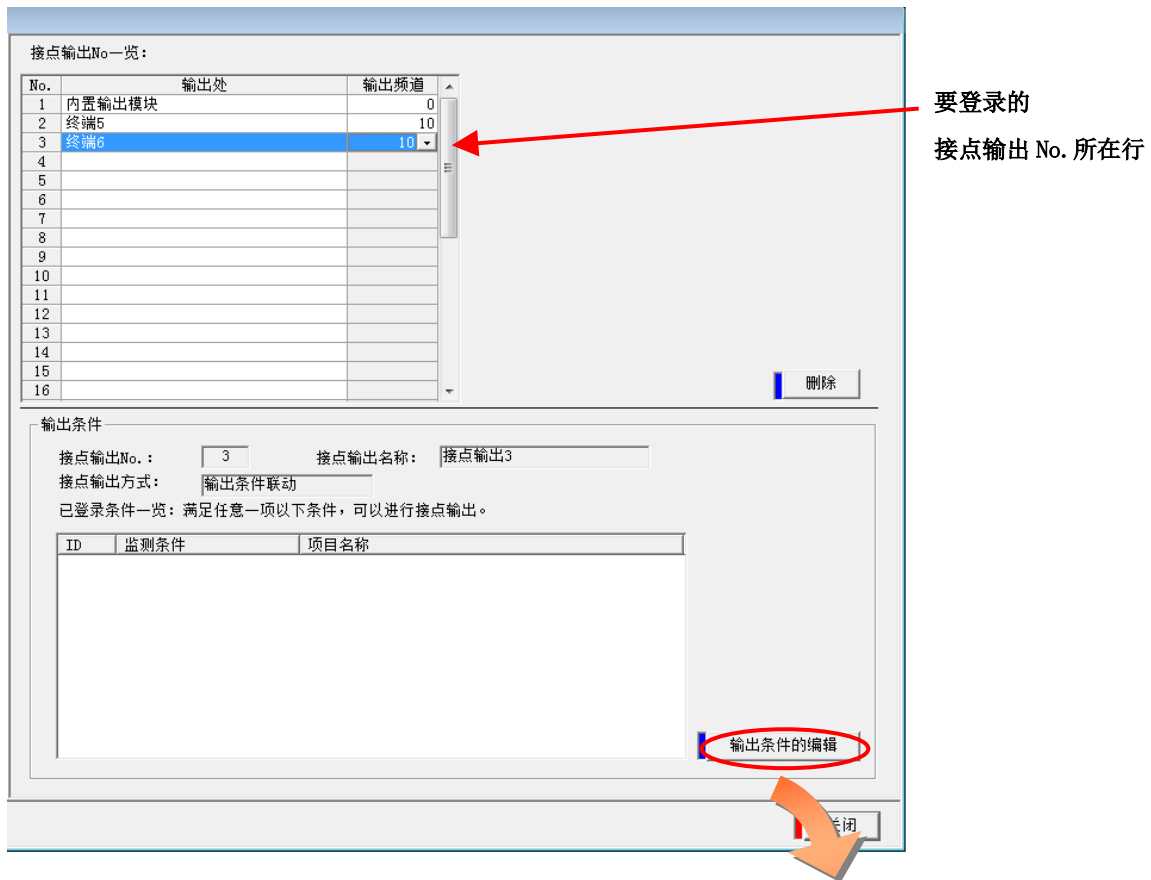 接点输出No一览:
No. 输出处 输出频道
1 内置输出模块 0
2 终端5 10
3 终端6 10
4
5
6
7
8
9
10
11
12
13
14
15
16
要登录的
接点输出 No.所在行
删除
输出条件
接点输出No.: 3 接点输出名称: 接点输出3
接点输出方式: 输出条件联动
已登录条件一览: 满足任意一项以下条件,可以进行接点输出。
ID 监测条件 项目名称
输出条件的编辑
闭